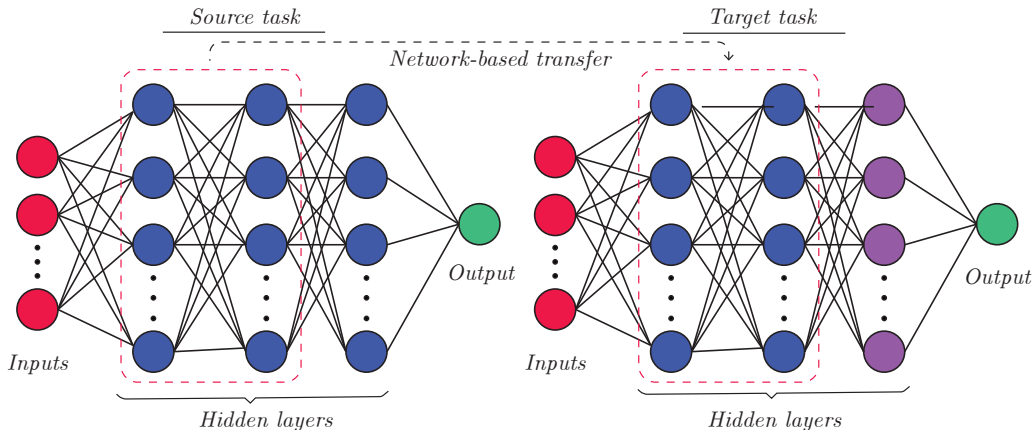 Source task
Target task
Network-based transfer
Output
Output
Inputs
Inputs
Hidden layers
Hidden layers